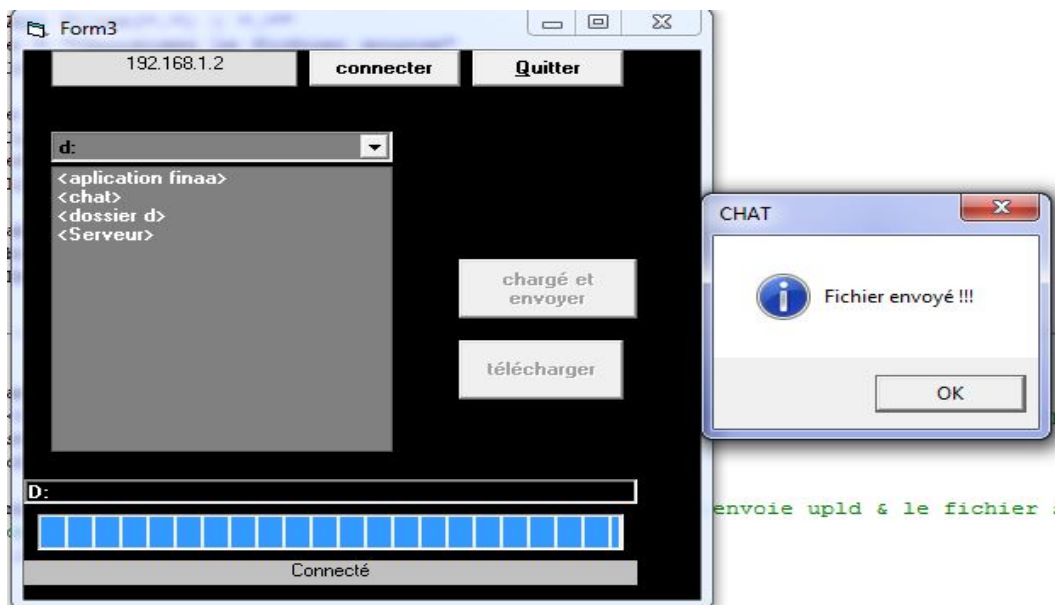 Form3
192.168.1.2
connecter
Quitter
d:
<aplication finaa>
<chat>
<dossier d>
<Serveur>
chargé et
envoyer
télécharger
D:
Connecté
CHAT
Fichier envoyé !!!
OK
envoie upld & le fichier